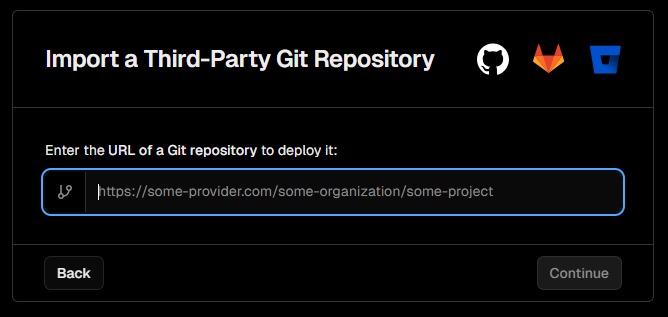 Import a Third-Party Git Repository
Enter the URL of a Git repository to deploy it:
https://some-provider.com/some-organization/some-project
Back
Continue